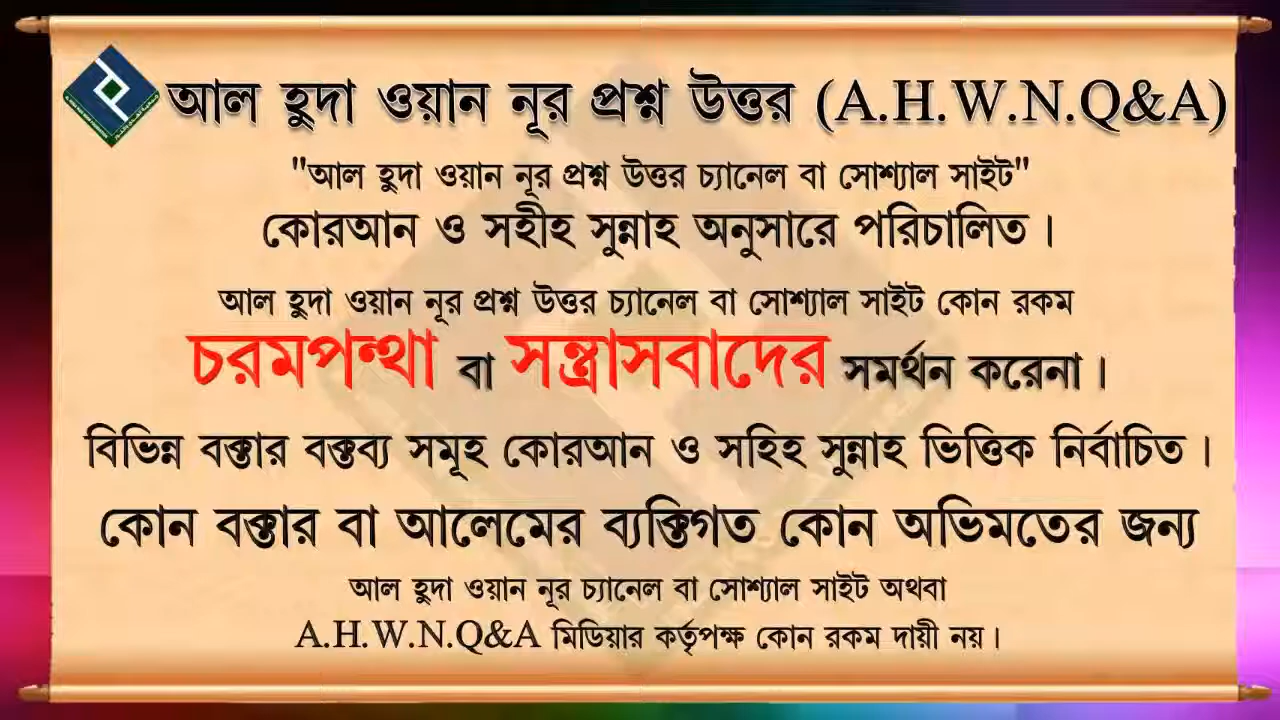 আল হুদা ওয়ান নূর প্রশ্ন উত্তর (A.H.W.N.Q&A)
"আল হুদা ওয়ান নূর প্রশ্ন উত্তর চ্যানেল বা সোশ্যাল সাইট"
কোরআন ও সহীহ সুন্নাহ অনুসারে পরিচালিত।
আল হুদা ওয়ান নূর প্রশ্ন উত্তর চ্যানেল বা সোশ্যাল সাইট কোন রকম
চরমপন্থা বা সন্ত্রাসবাদের সমর্থন করেনা।
বিভিন্ন বক্তার বক্তব্য সমূহ কোরআন ও সহিহ সুন্নাহ ভিত্তিক নির্বাচিত।
কোন বক্তার বা আলেমের ব্যক্তিগত কোন অভিমতের জন্য
আল হুদা ওয়ান নূর চ্যানেল বা সোশ্যাল সাইট অথবা
A.H.W.N.Q&A মিডিয়ার কর্তৃপক্ষ কোন রকম দায়ী নয়।